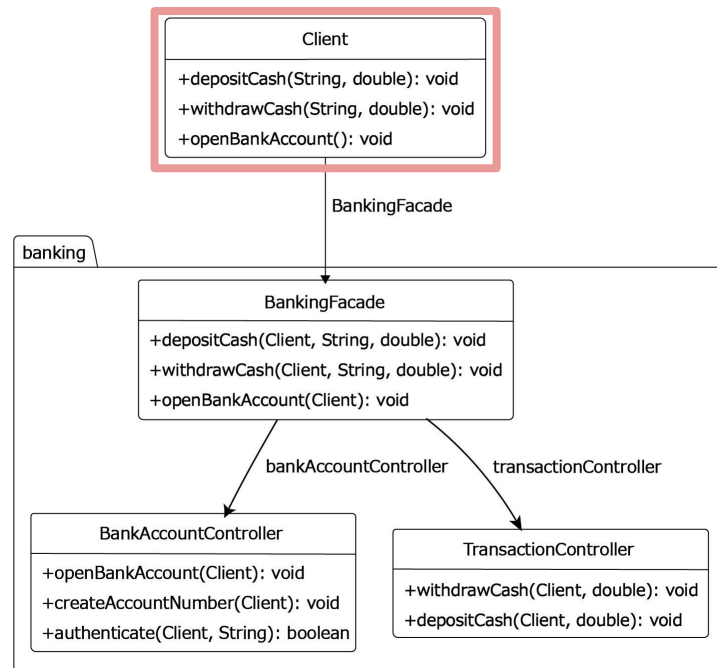 Client
+depositCash(String, double): void
+withdrawCash(String, double): void
+openBankAccount(): void
BankingFacade
banking
BankingFacade
+depositCash(Client, String, double): void
+withdrawCash(Client, String, double): void
+openBankAccount(Client): void
bankAccountController
transactionController
BankAccountController
+openBankAccount(Client): void
+createAccountNumber(Client): void
+authenticate(Client, String): boolean
TransactionController
+withdrawCash(Client, double): void
+depositCash(Client, double): void